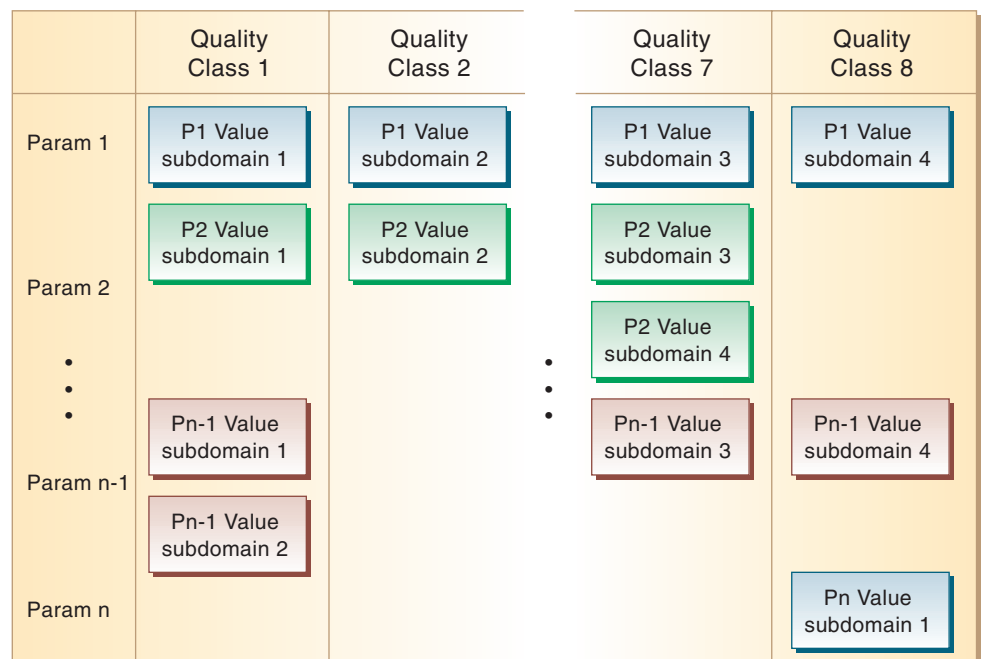 Quality
Class 1
Quality
Class 2
Quality
Class 7
Quality
Class 8
Param 1
P1 Value
subdomain 1
P1 Value
subdomain 2
P1 Value
subdomain 3
P1 Value
subdomain 4
Param 2
P2 Value
subdomain 1
P2 Value
subdomain 2
P2 Value
subdomain 3
P2 Value
subdomain 4
Param n-1
Pn-1 Value
subdomain 1
Pn-1 Value
subdomain 2
Pn-1 Value
subdomain 3
Pn-1 Value
subdomain 4
Param n
Pn Value
subdomain 1